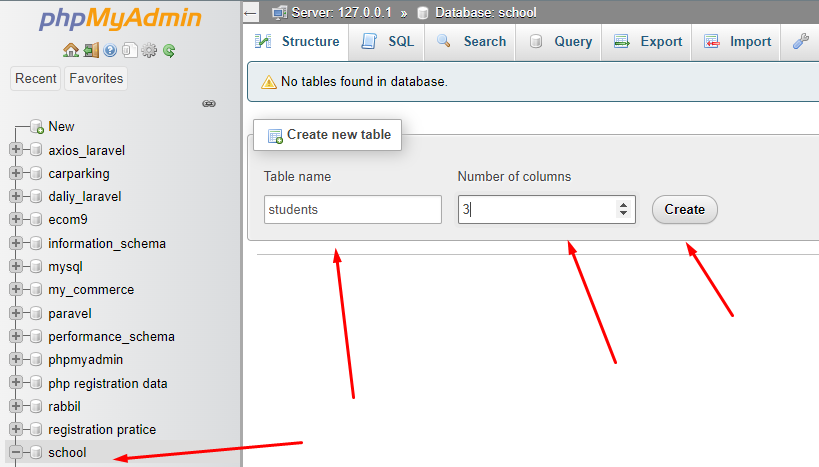 phpMyAdmin
Recent Favorites
New
axios_laravel
carparking
daliy_laravel
ecom9
information_schema
mysql
my_commerce
paravel
performance_schema
phpmyadmin
php registration data
rabbil
registration pratice
school
Server: 127.0.0.1 » Database: school
Structure SQL Search Query Export Import
No tables found in database.
Create new table
Table name Number of columns
students 3 Create